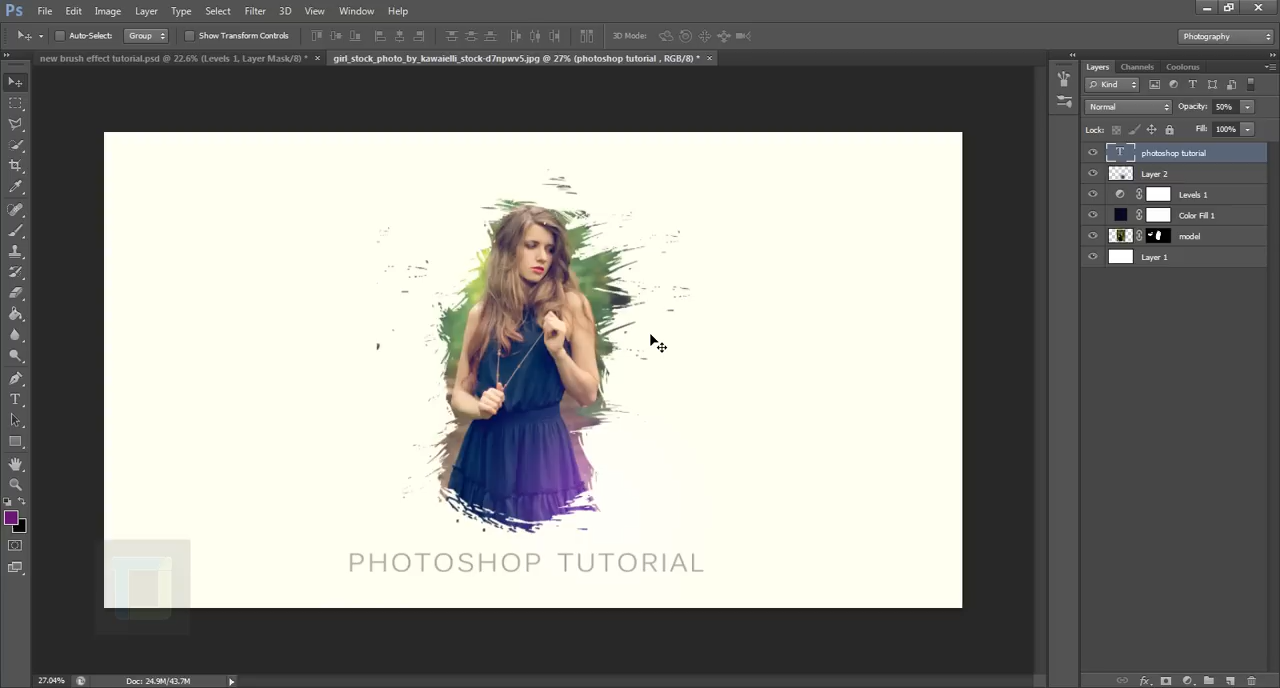 Ps File Edit Image Layer Type Select Filter 3D View Window Help
Auto-Select: Group Show Transform Controls 3D Mode: Photography
new brush effect tutorial.psd @ 22.6% (Levels 1, Layer Mask/8) * × girl_stock_photo_by_kawaielli_stock-d7npwv5.jpg @ 27% (photoshop tutorial , RGB/8) * ×
Layers Channels Coolorus
Kind
Normal Opacity: 50%
Lock: Fill: 100%
photoshop tutorial
Layer 2
Levels 1
Color Fill 1
model
Layer 1
PHOTOSHOP TUTORIAL
27.04% Doc: 24.9M/43.7M